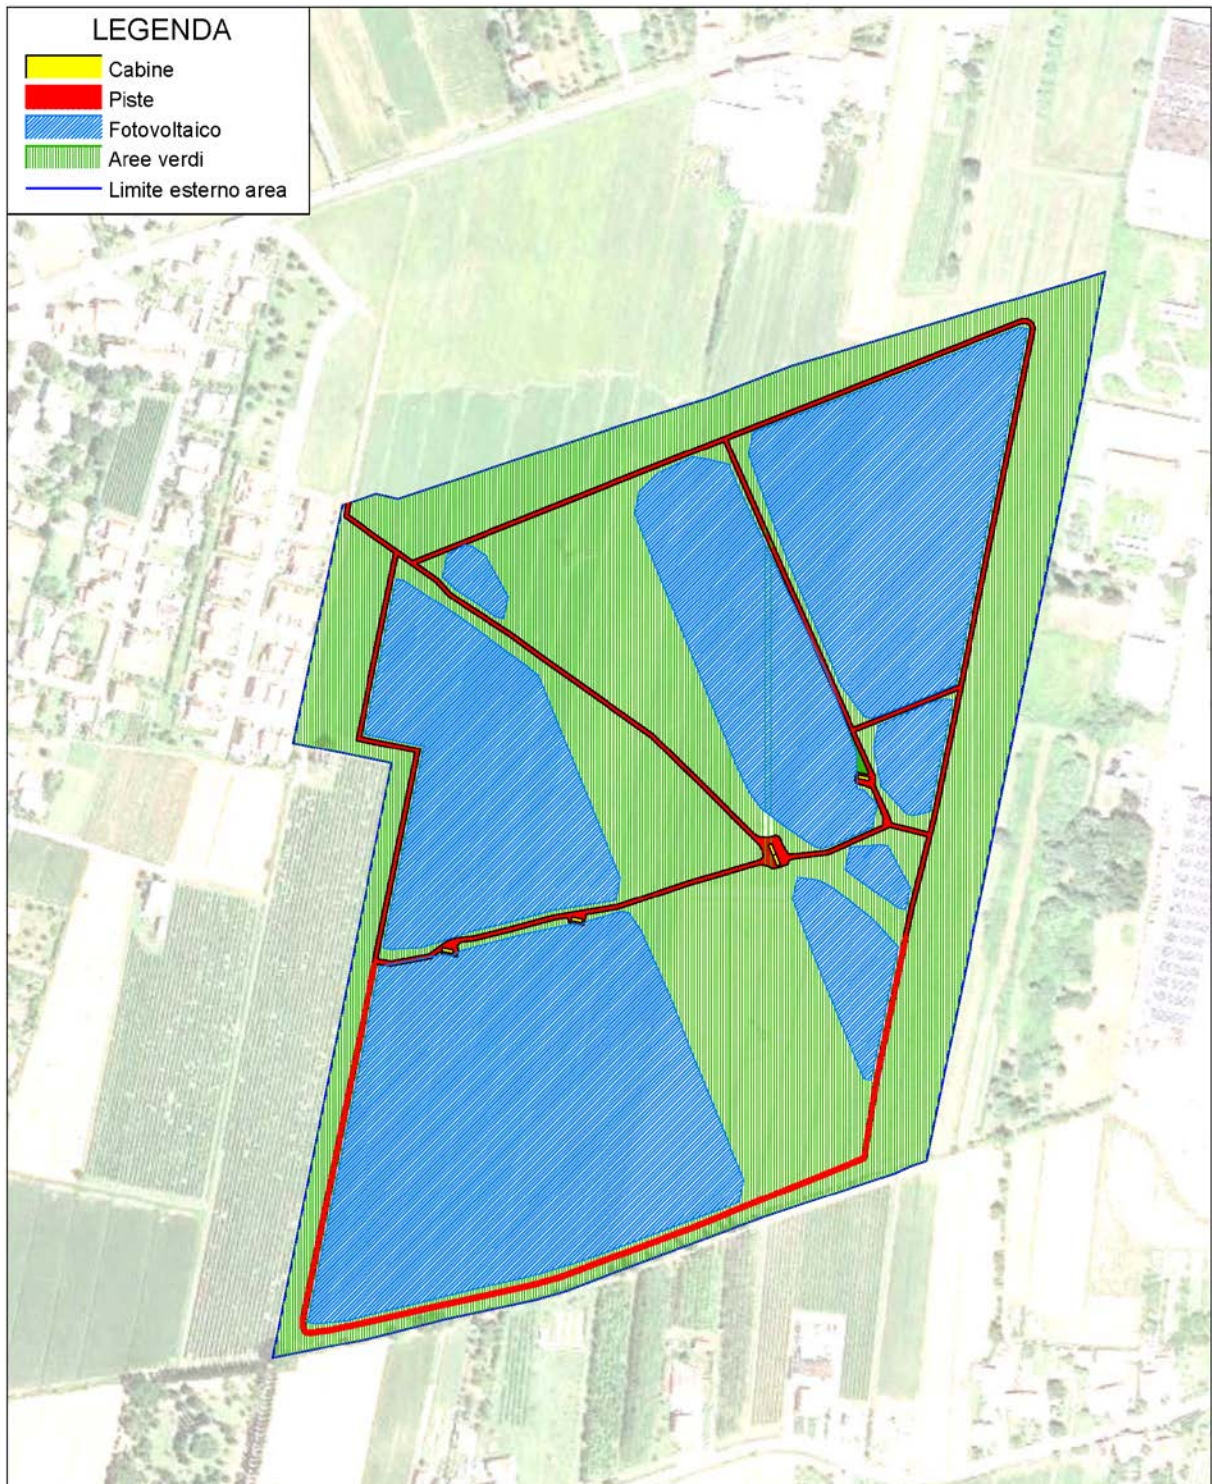 LEGENDA
Cabine
Piste
Fotovoltaico
Aree verdi
Limite esterno area